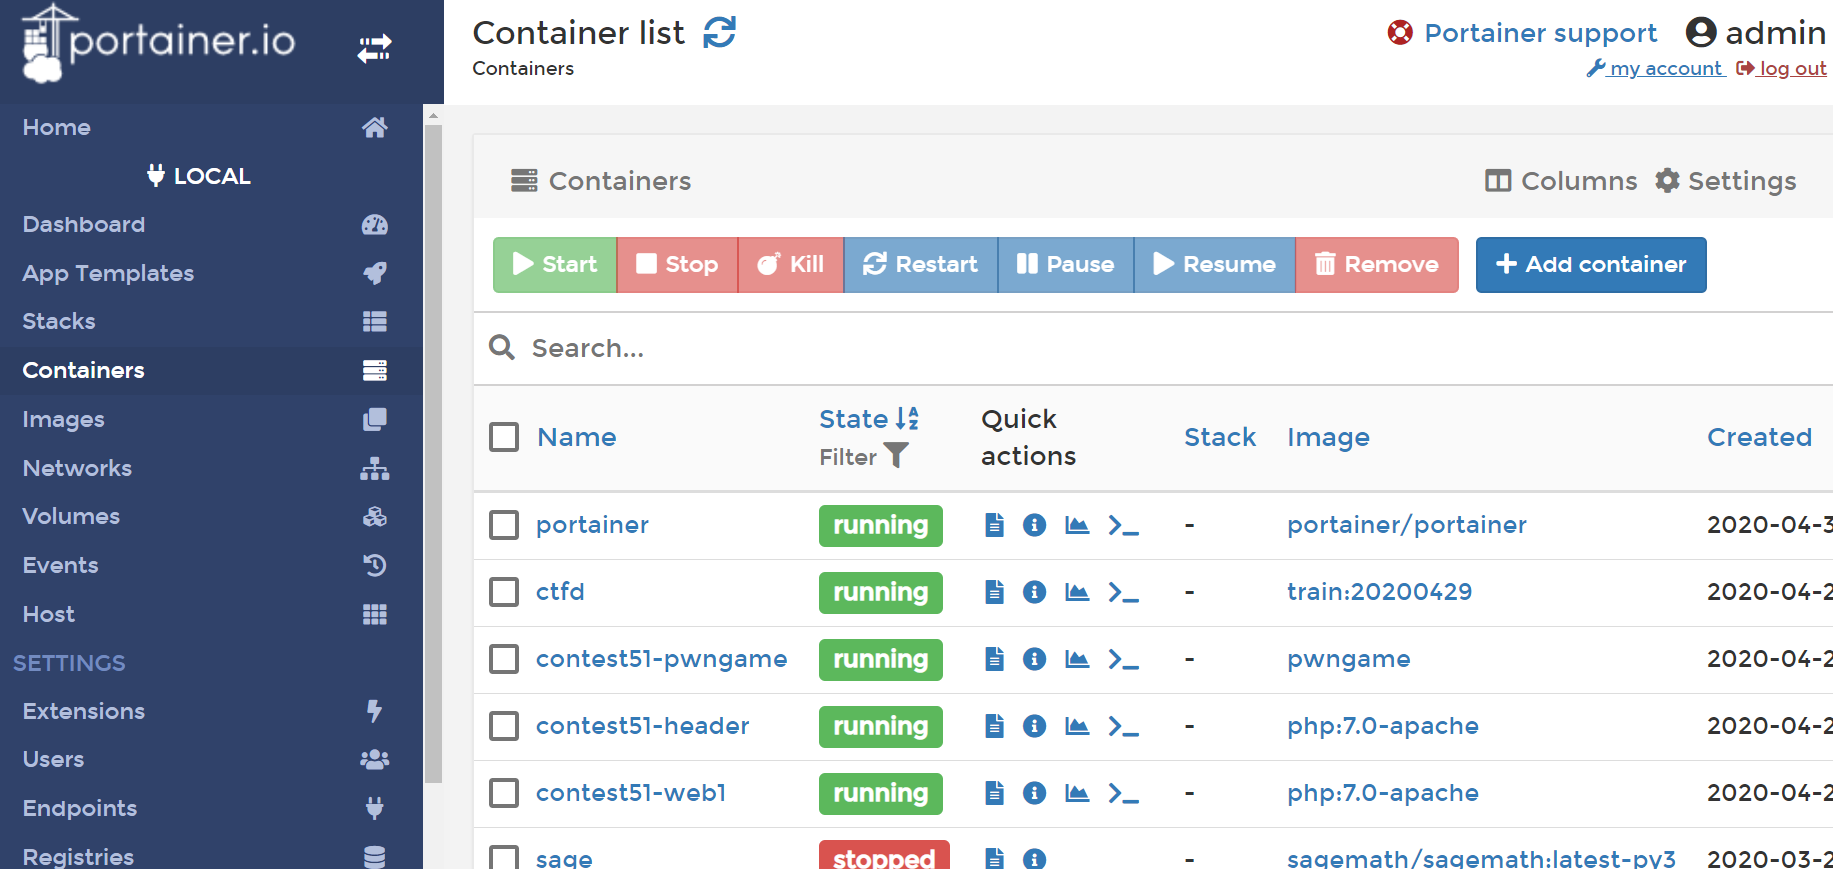 portainer.io
Container list
Containers
Portainer support
admin
my account
log out
Home
LOCAL
Dashboard
App Templates
Stacks
Containers
Images
Networks
Volumes
Events
Host
SETTINGS
Extensions
Users
Endpoints
Registries
Containers
Columns
Settings
Start
Stop
Kill
Restart
Pause
Resume
Remove
Add container
Search...
Name
State
Filter
Quick
actions
Stack
Image
Created
portainer running - portainer/portainer 2020-04-3
ctfd running - train:20200429 2020-04-2
contest51-pwngame running - pwngame 2020-04-2
contest51-header running - php:7.0-apache 2020-04-2
contest51-web1 running - php:7.0-apache 2020-04-2
sage stopped - sagemath/sagemath:latest-py3 2020-03-2